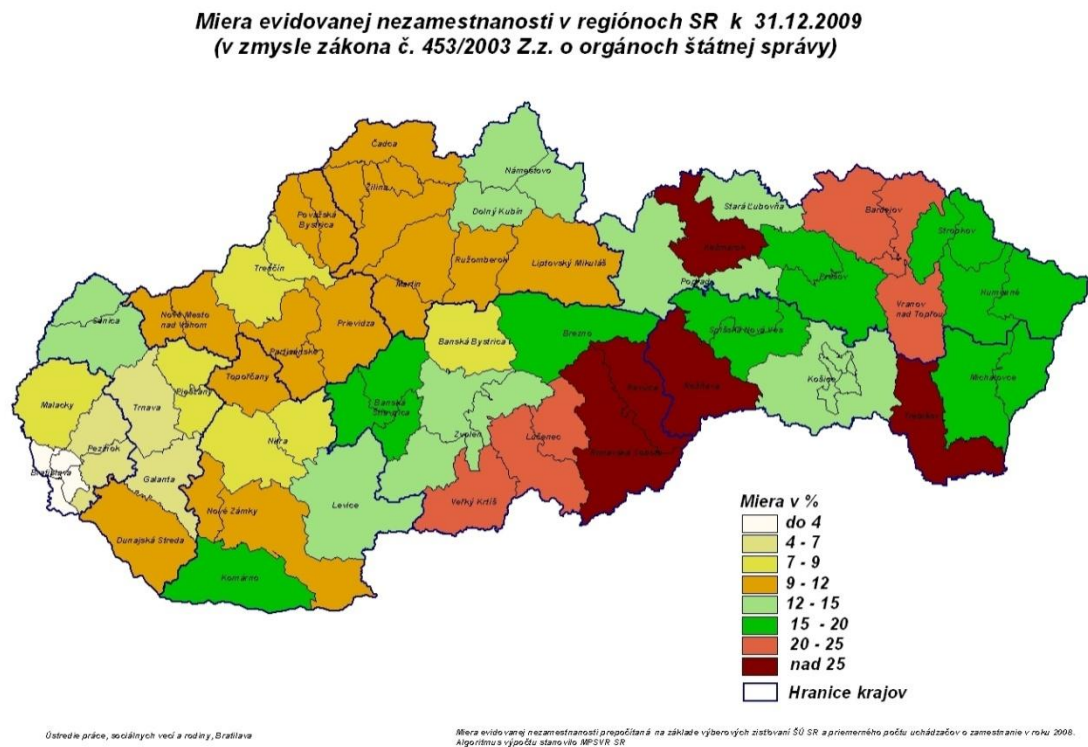 Miera evidovanej nezamestnanosti v regiónoch SR k 31.12.2009
(v zmysle zákona č. 453/2003 Z.z. o orgánoch štátnej správy)
Čadca
Námestovo
Žilina
Stará Ľubovňa
Bardejov
Považská
Bystrica
Dolný Kubín
Kežmarok
Stropkov
Trenčín
Ružomberok
Liptovský Mikuláš
Prešov
Humenné
Martin
Poprad
Senica
Nové Mesto
nad Váhom
Prievidza
Vranov
nad Topľou
Brezno
Spišská Nová Ves
Partizánske
Banská Bystrica
Topoľčany
Piešťany
Michalovce
Malacky
Trnava
Banská
Štiavnica
Revúca
Rožňava
Košice
Trebišov
Nitra
Zvolen
Lučenec
Pezinok
Rimavská Sobota
Bratislava
Galanta
Levice
Veľký Krtíš
Nové Zámky
Dunajská Streda
Komárno
Miera v %
do 4
4 - 7
7 - 9
9 - 12
12 - 15
15 - 20
20 - 25
nad 25
Hranice krajov
Ústredie práce, sociálnych vecí a rodiny, Bratilava
Miera evidovanej nezamestnanosti prepočítaná na základe výberových zisťovaní ŠÚ SR a priemerného počtu uchádzačov o zamestnanie v roku 2008.
Algoritmus výpočtu stanovilo MPSVR SR